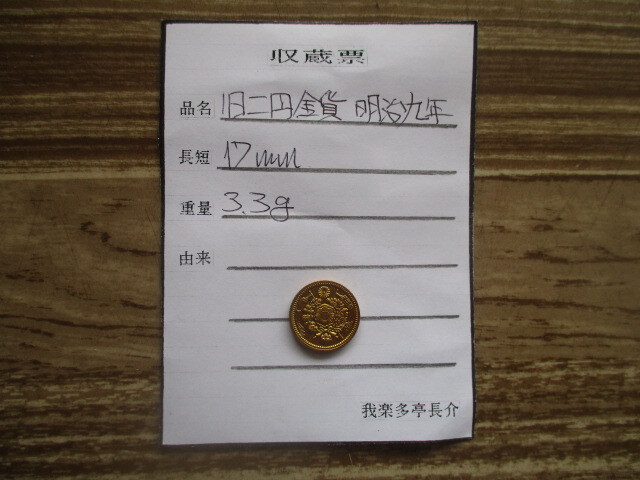 収蔵票
品名 旧二円金貨 明治九年
長短 17mm
重量 3.3g
由来
我楽多亭長介